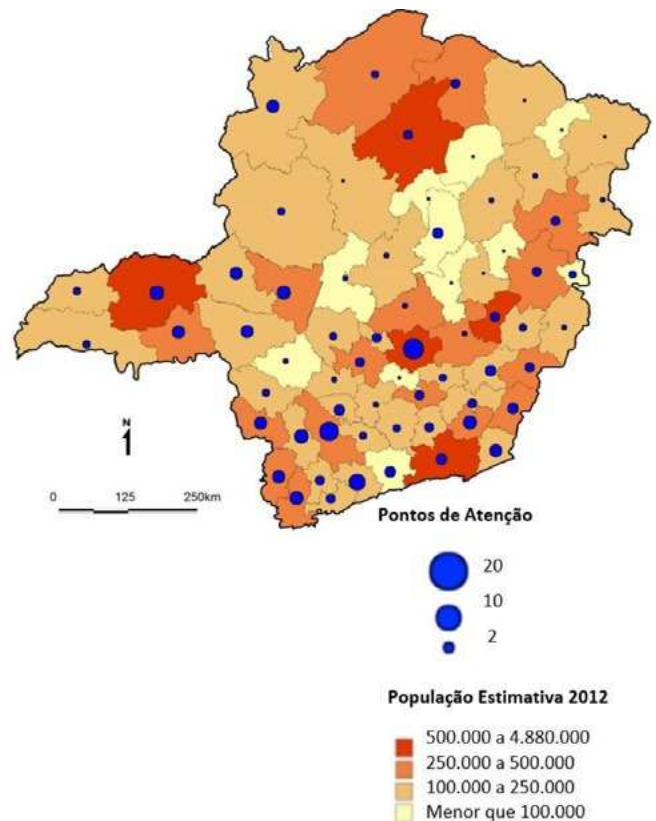 N
0 125 250km
Pontos de Atenção
20
10
2
População Estimativa 2012
500.000 a 4.880.000
250.000 a 500.000
100.000 a 250.000
Menor que 100.000